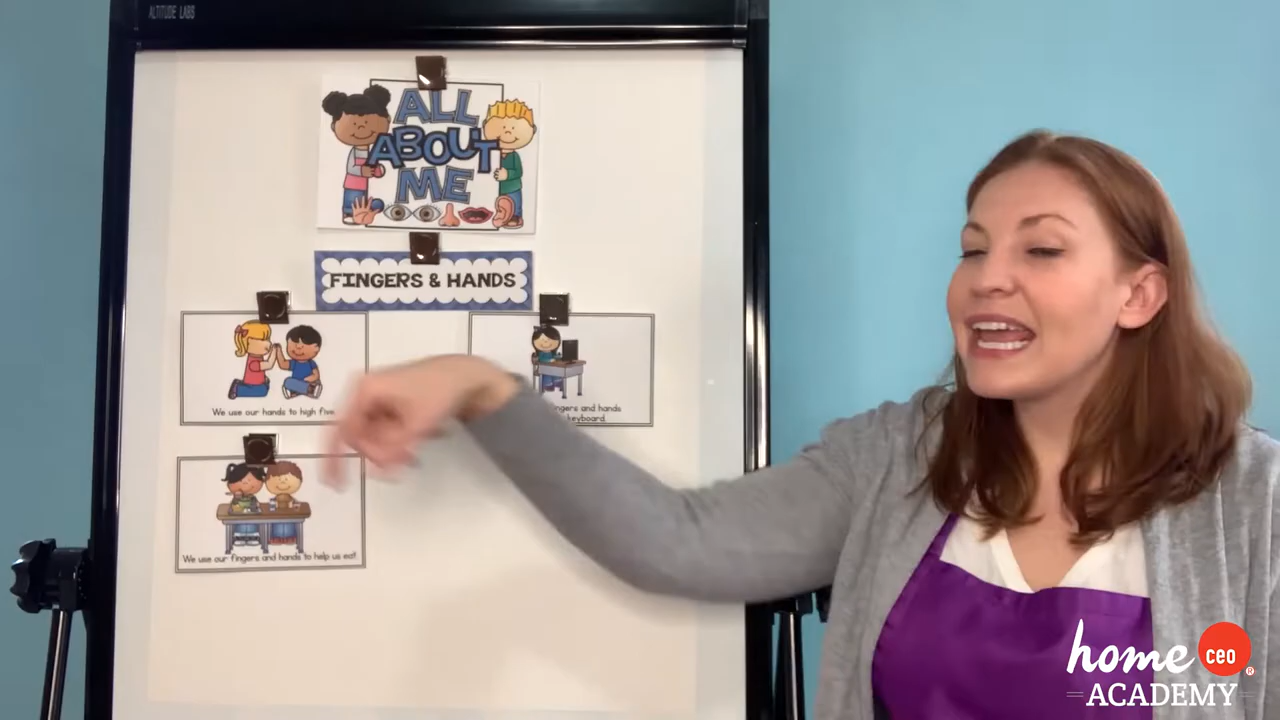 ALTITUDE LABS
ALL
ABOUT
ME
FINGERS & HANDS
We use our hands to high five.
fingers and hands
keyboard.
We use our fingers and hands to help us eat.
home ceo ®
ACADEMY